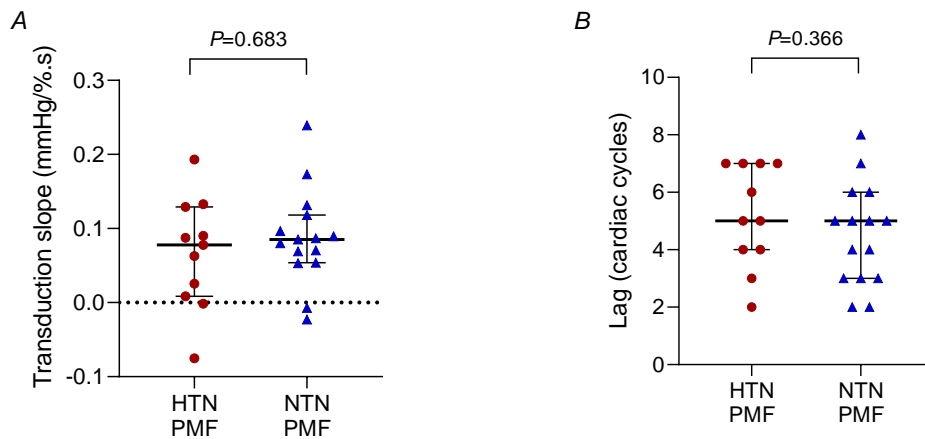 A
P=0.683
Transduction slope (mmHg/%.s)
0.3
0.2
0.1
0.0
-0.1
HTN
PMF
NTN
PMF
B
P=0.366
Lag (cardiac cycles)
10
8
6
4
2
0
HTN
PMF
NTN
PMF